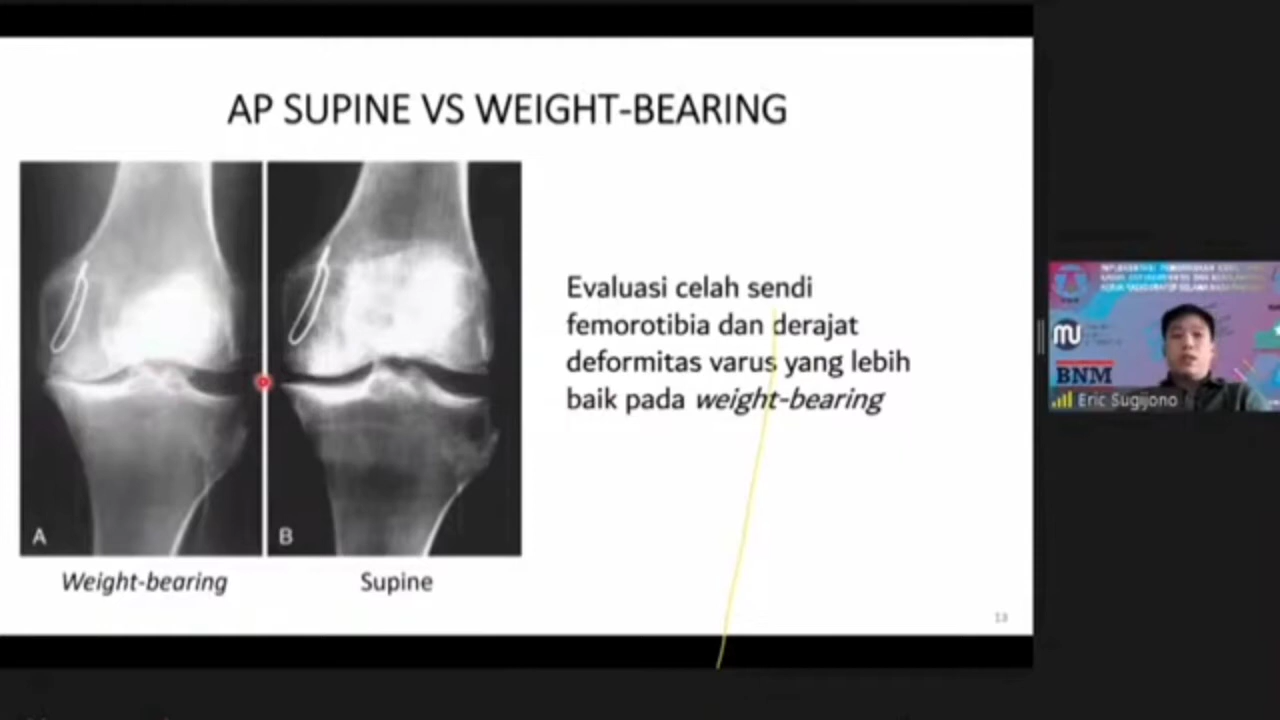 AP SUPINE VS WEIGHT-BEARING
Evaluasi celah sendi
femorotibia dan derajat
deformitas varus yang lebih
baik pada weight-bearing
A
B
Weight-bearing
Supine
13
BNM
Eric Sugijono